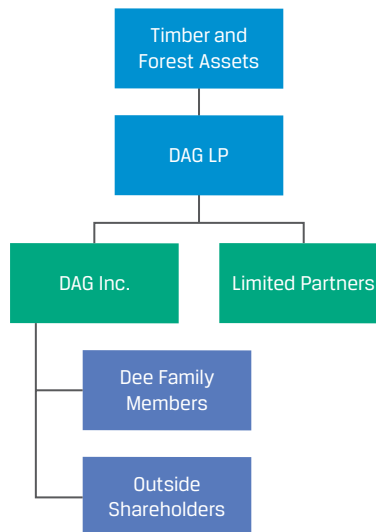 Timber and
Forest Assets
DAG LP
DAG Inc.
Limited Partners
Dee Family
Members
Outside
Shareholders